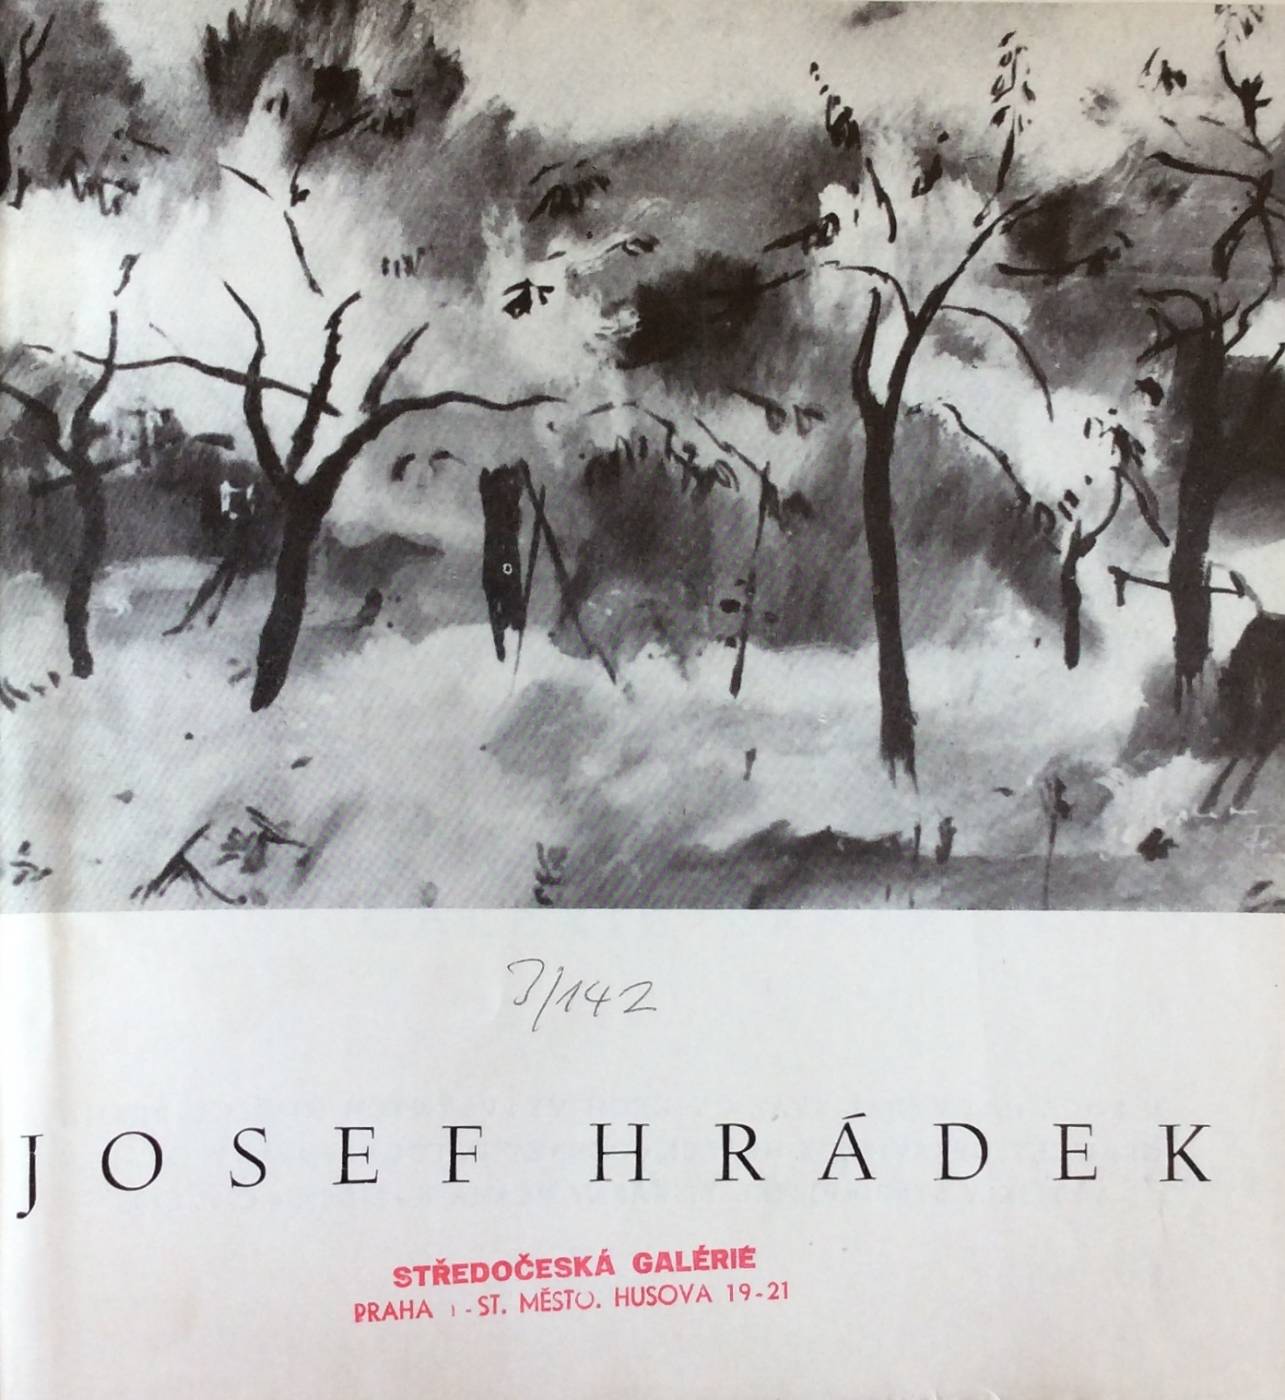 3/142
JOSEF HRÁDEK
STŘEDOČESKÁ GALÉRIE
PRAHA 1 - ST. MĚSTO. HUSOVA 19-21